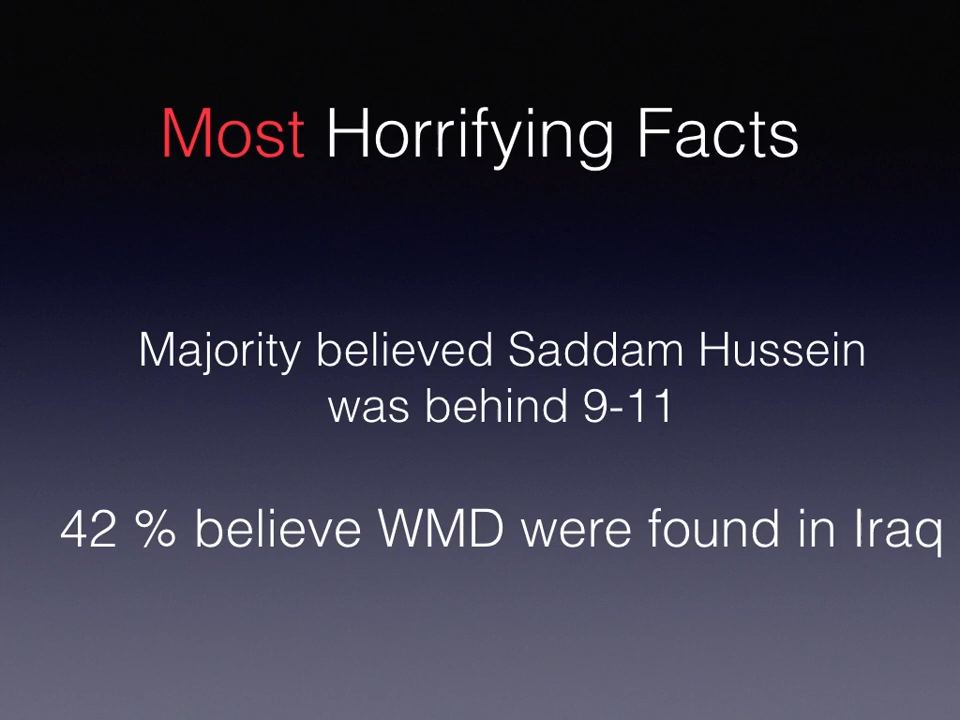 Most Horrifying Facts
Majority believed Saddam Hussein
was behind 9-11
42 % believe WMD were found in Iraq